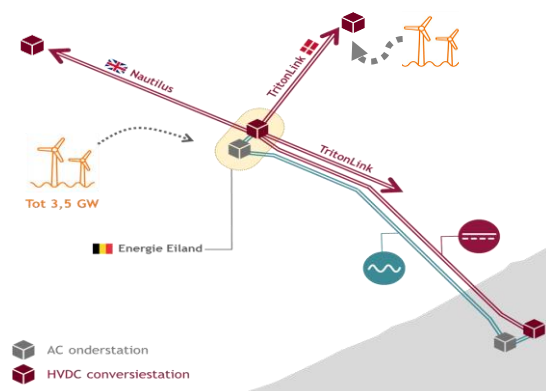 Nautilus
TritonLink
TritonLink
Tot 3,5 GW
Energie Eiland
AC onderstation
HVDC conversiestation